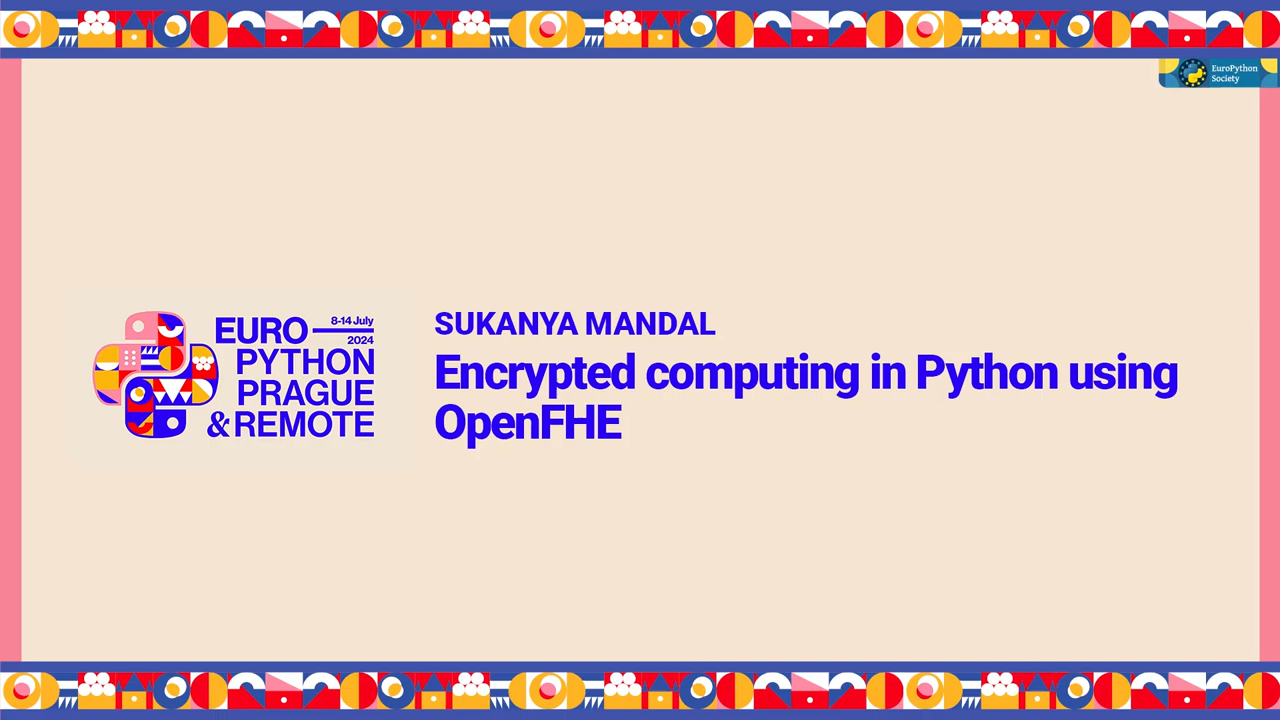 EuroPython
Society
EURO 8-14 July
2024
PYTHON
PRAGUE
& REMOTE
SUKANYA MANDAL
Encrypted computing in Python using
OpenFHE